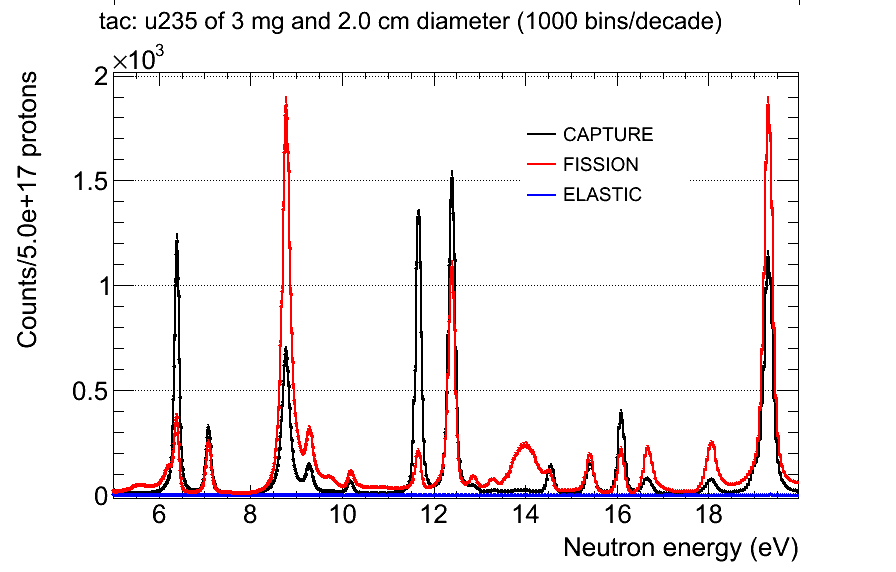 tac: u235 of 3 mg and 2.0 cm diameter (1000 bins/decade)
×10³
Counts/5.0e+17 protons
2
1.5
1
0.5
0
CAPTURE
FISSION
ELASTIC
6 8 10 12 14 16 18
Neutron energy (eV)